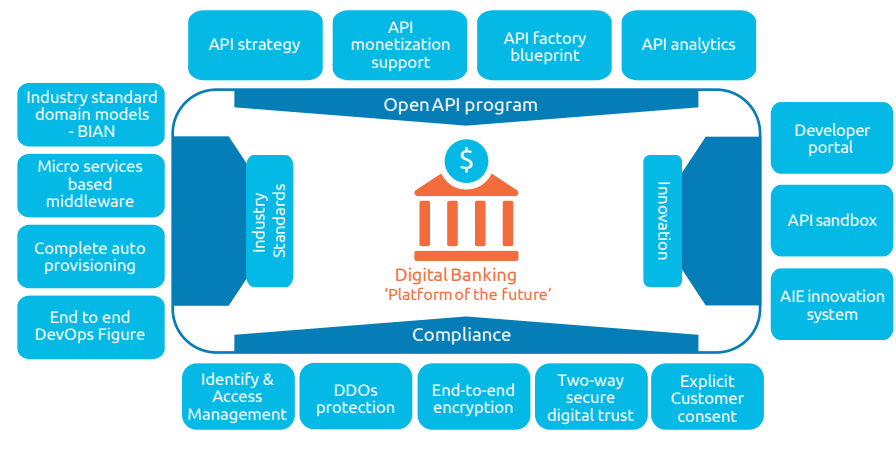 API strategy
API
monetization
support
API factory
blueprint
API analytics
Open API program
Industry standard
domain models
- BIAN
Micro services
based
middleware
Complete auto
provisioning
End to end
DevOps Figure
Industry
Standards
$
Digital Banking
‘Platform of the future’
Innovation
Developer
portal
API sandbox
AIE innovation
system
Compliance
Identify &
Access
Management
DDOs
protection
End-to-end
encryption
Two-way
secure
digital trust
Explicit
Customer
consent